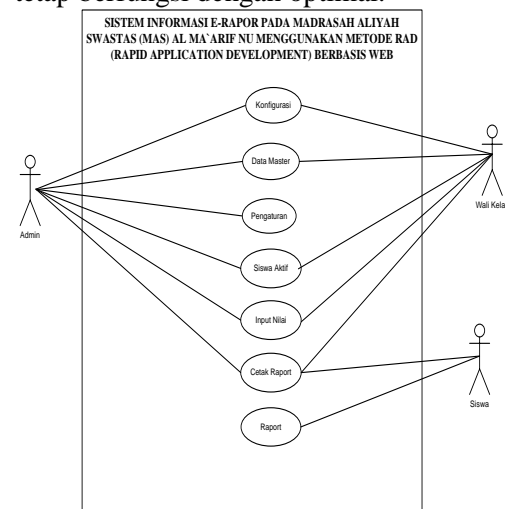 tetap berfungsi dengan optimal.
SISTEM INFORMASI E-RAPOR PADA MADRASAH ALIYAH
SWASTAS (MAS) AL MA`ARIF NU MENGGUNAKAN METODE RAD
(RAPID APPLICATION DEVELOPMENT) BERBASIS WEB
Konfigurasi
Data Master
Wali Kela
Pengaturan
Admin
Siswa Aktif
Input Nilai
Cetak Raport
Siswa
Raport